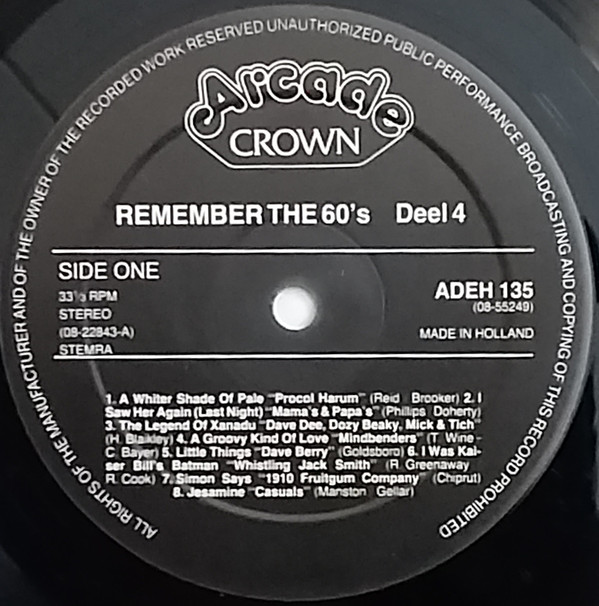 ALL RIGHTS OF THE MANUFACTURER AND OF THE OWNER OF THE RECORDED WORK RESERVED UNAUTHORIZED PUBLIC PERFORMANCE BROADCASTING AND COPYING OF THIS RECORD PROHIBITED
Arcade
CROWN
REMEMBER THE 60's Deel 4
SIDE ONE
33⅓ RPM
STEREO
(08-22843-A)
STEMRA
ADEH 135
(08-55249)
MADE IN HOLLAND
1. A Whiter Shade Of Pale "Procol Harum" (Reid Brooker) 2. I
Saw Her Again (Last Night) "Mama's & Papa's" (Phillips Doherty)
3. The Legend Of Xanadu "Dave Dee, Dozy Beaky, Mick & Tich"
(H. Blaikley) 4. A Groovy Kind Of Love "Mindbenders" (T. Wine -
C. Bayer) 5. Little Things "Dave Berry" (Goldsboro) 6. I Was Kai-
ser Bill's Batman "Whistling Jack Smith" (R. Greenaway
R. Cook) 7. Simon Says "1910 Fruitgum Company" (Chiprut)
8. Jesamine "Casuals" (Manston Gellar)